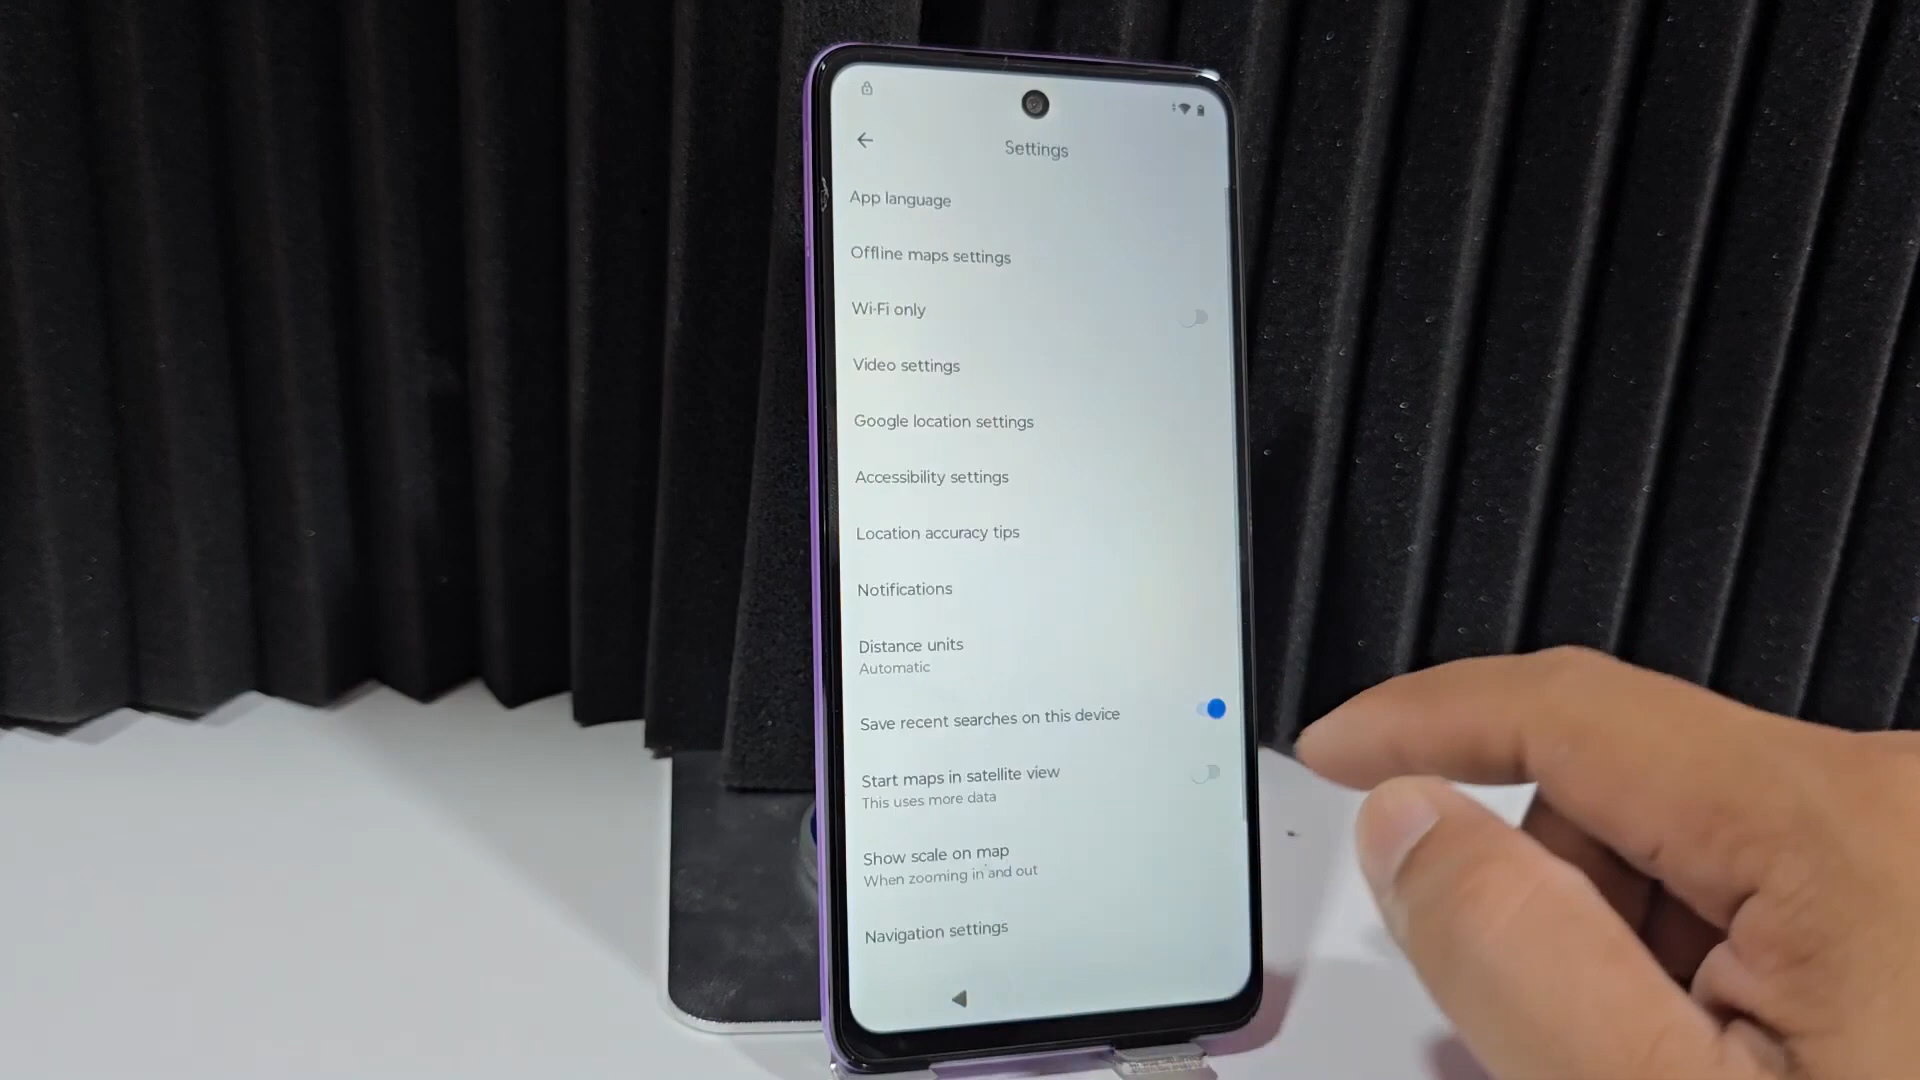 Settings
App language
Offline maps settings
Wi-Fi only
Video settings
Google location settings
Accessibility settings
Location accuracy tips
Notifications
Distance units
Automatic
Save recent searches on this device
Start maps in satellite view
This uses more data
Show scale on map
When zooming in and out
Navigation settings